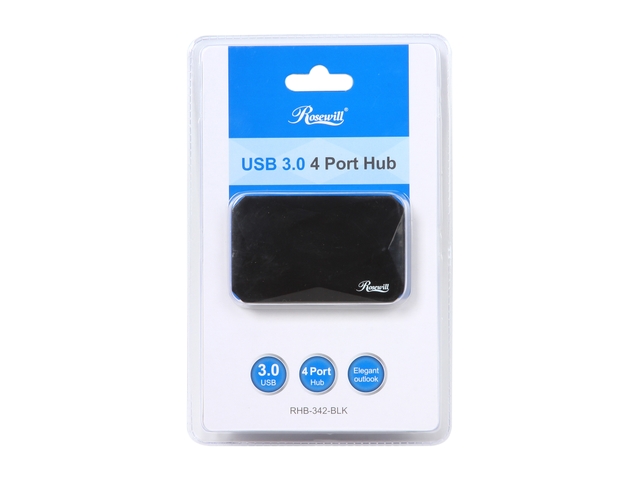 Rosewill®
USB 3.0 4 Port Hub
Rosewill
3.0
USB
4 Port
Hub
Elegant
outlook
RHB-342-BLK